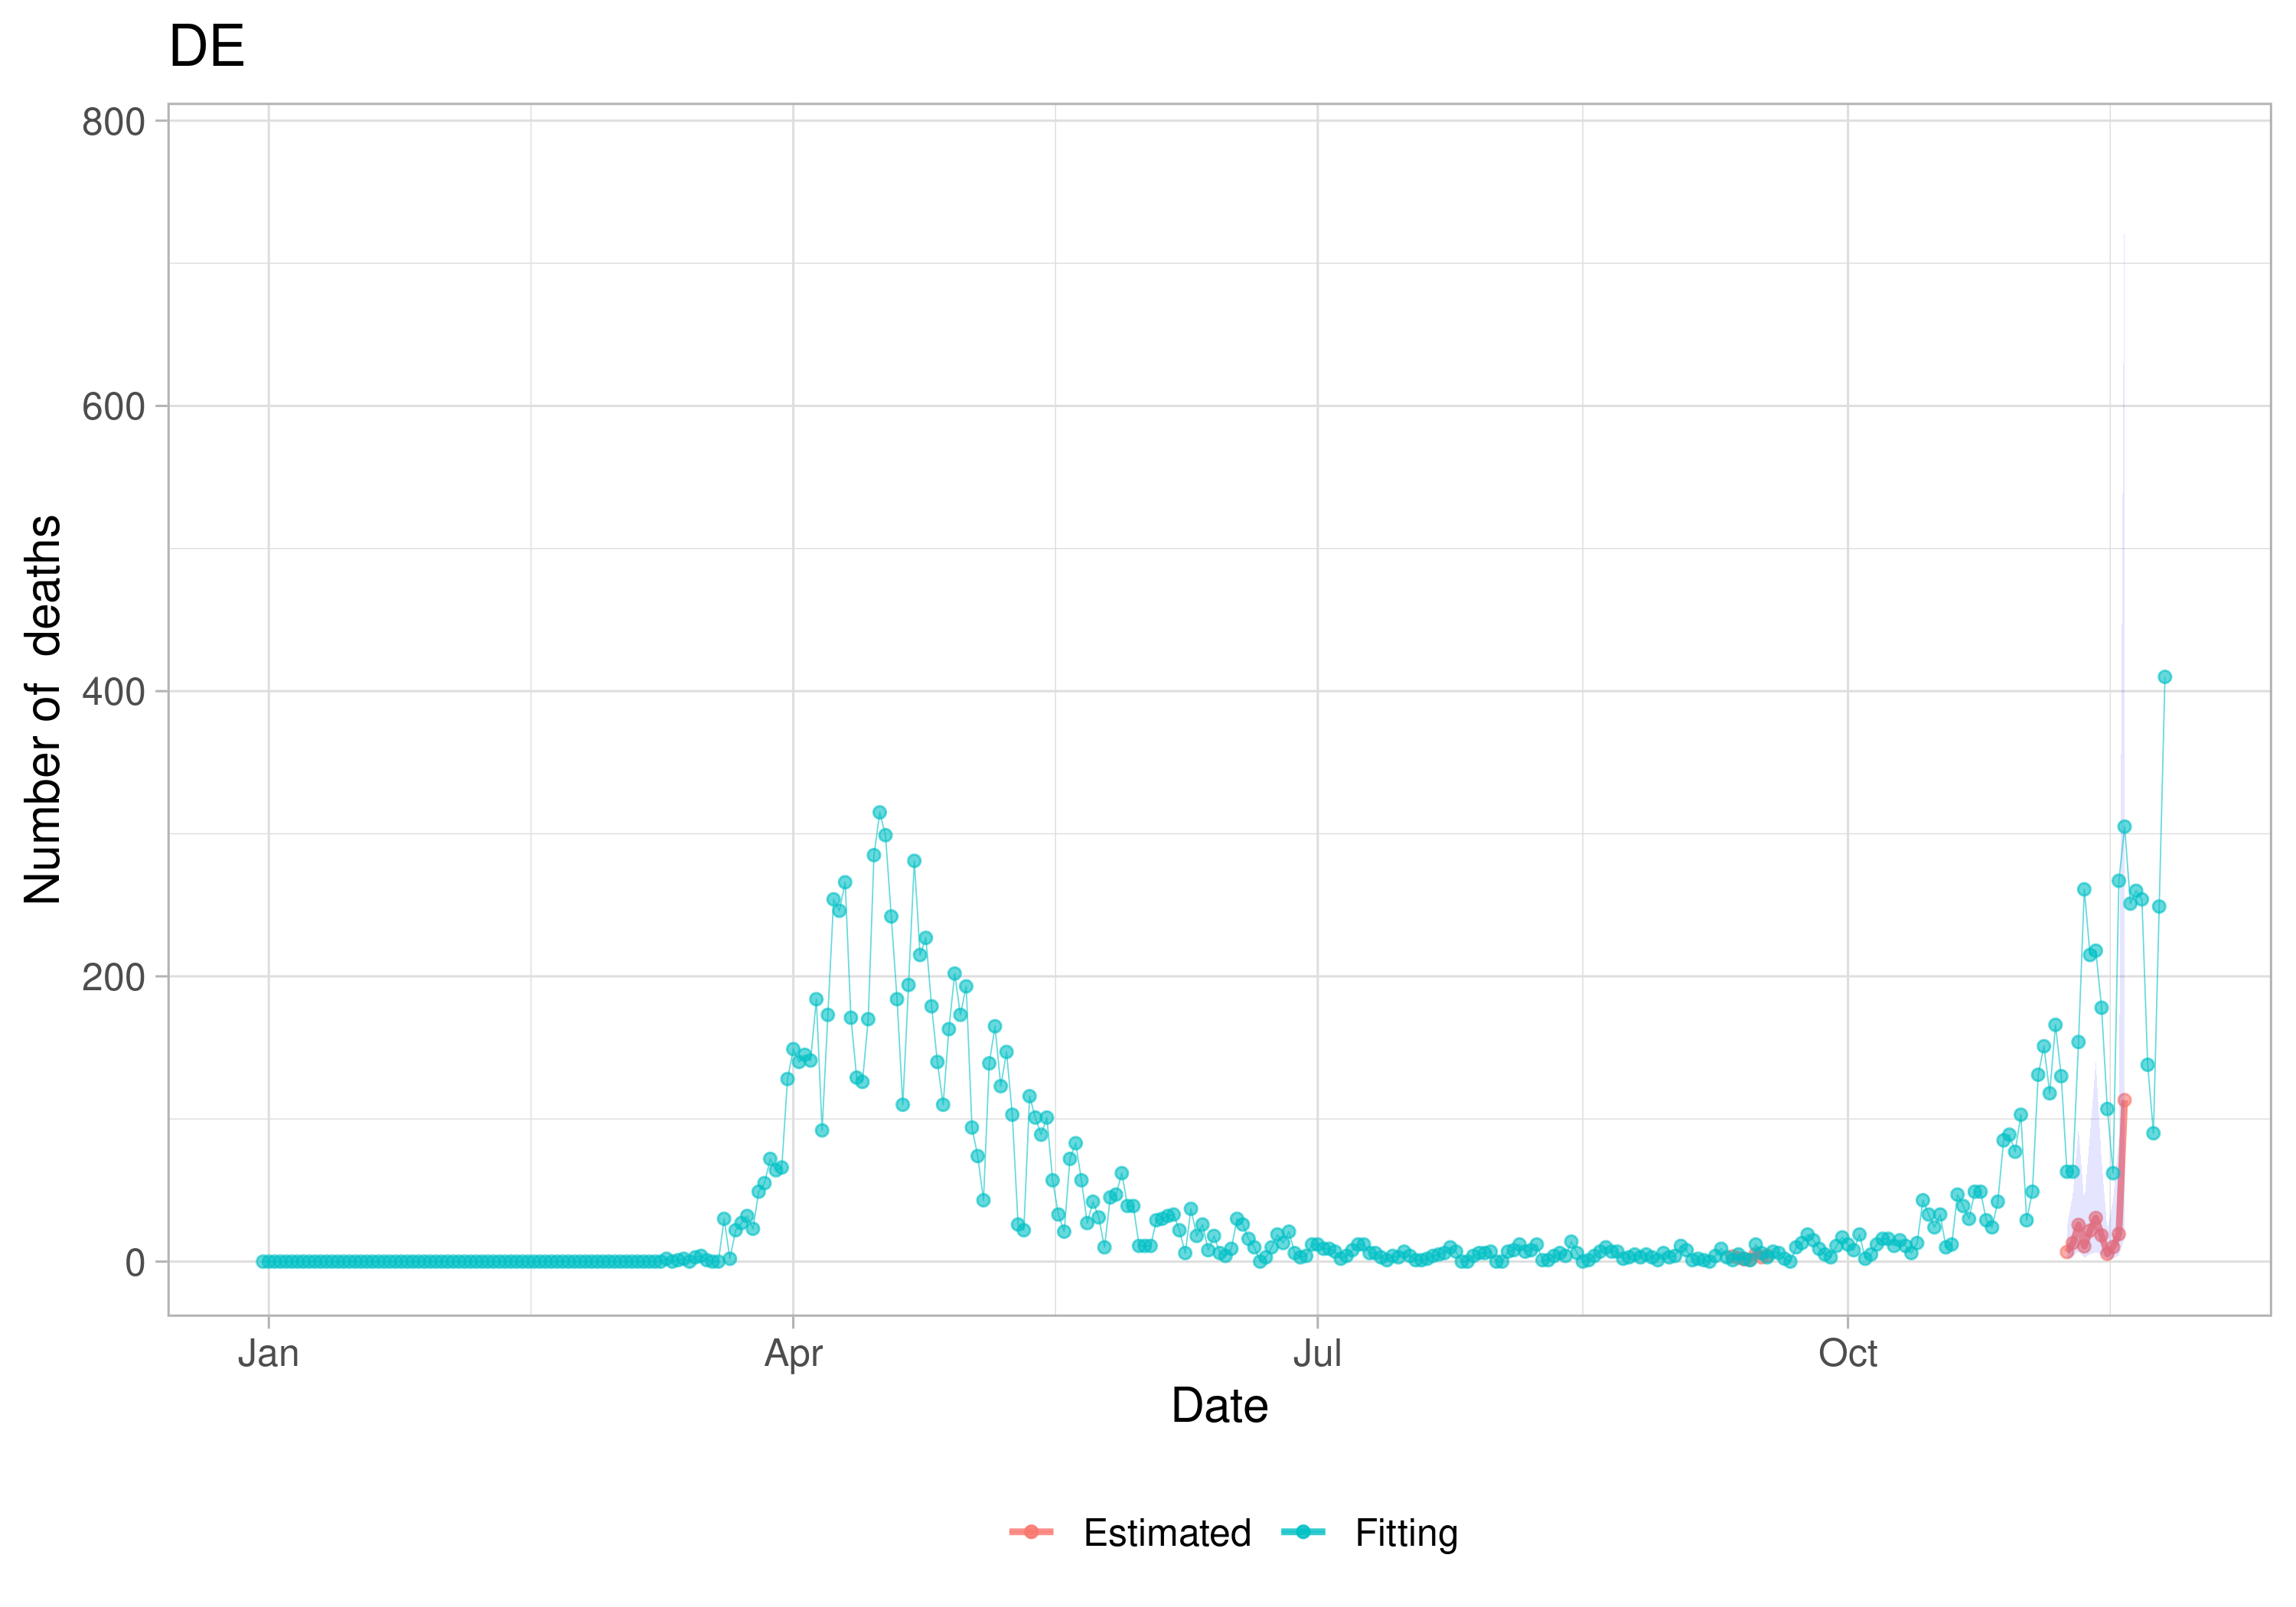 DE
800
600
400
200
0
Number of deaths
Jan Apr Jul Oct
Date
Estimated Fitting